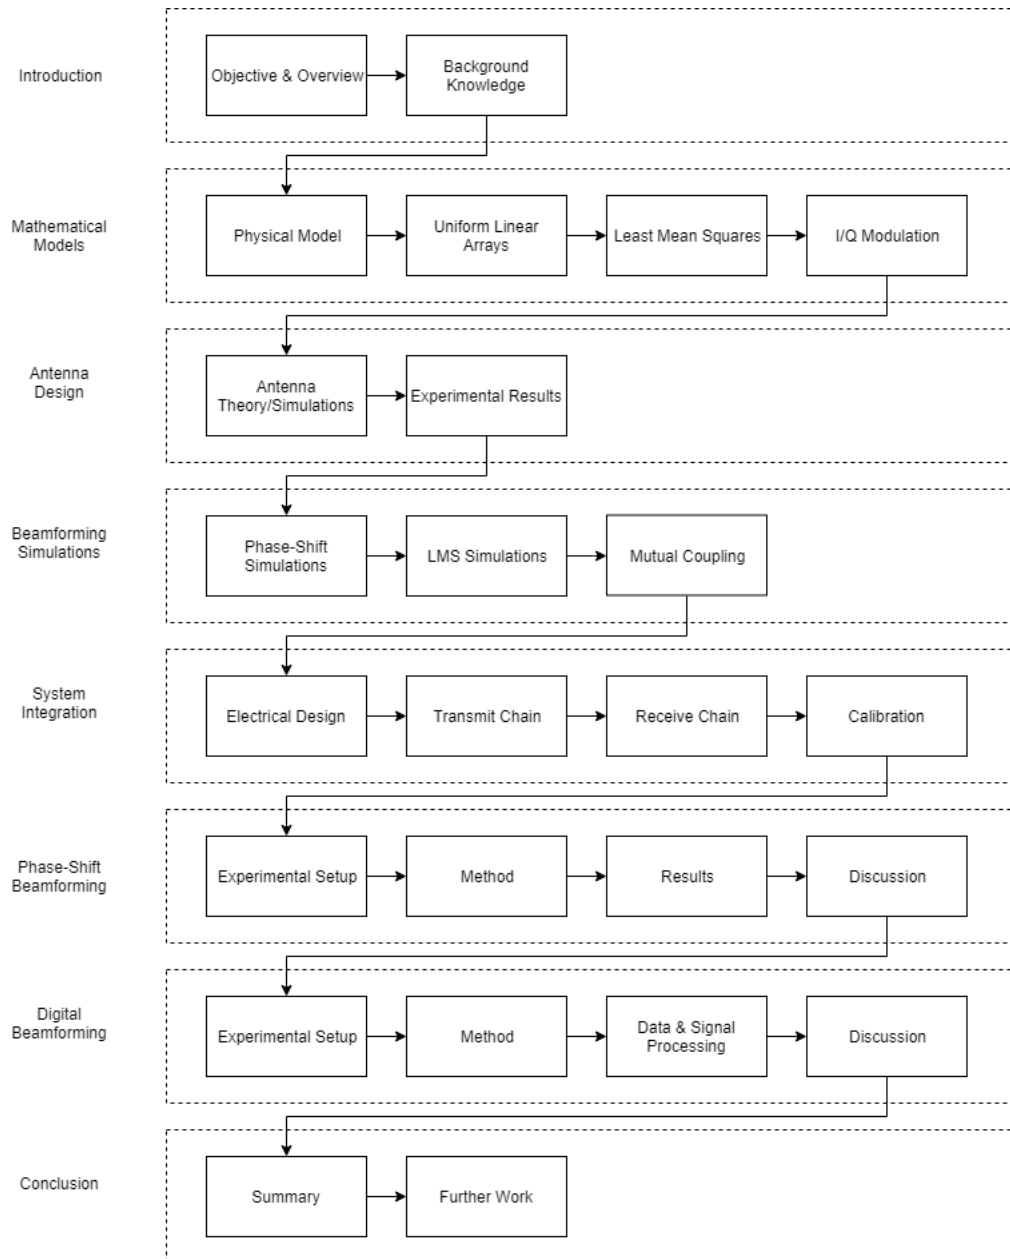 Introduction
Objective & Overview
Background
Knowledge
Mathematical
Models
Physical Model
Uniform Linear
Arrays
Least Mean Squares
I/Q Modulation
Antenna
Design
Antenna
Theory/Simulations
Experimental Results
Beamforming
Simulations
Phase-Shift
Simulations
LMS Simulations
Mutual Coupling
System
Integration
Electrical Design
Transmit Chain
Receive Chain
Calibration
Phase-Shift
Beamforming
Experimental Setup
Method
Results
Discussion
Digital
Beamforming
Experimental Setup
Method
Data & Signal
Processing
Discussion
Conclusion
Summary
Further Work